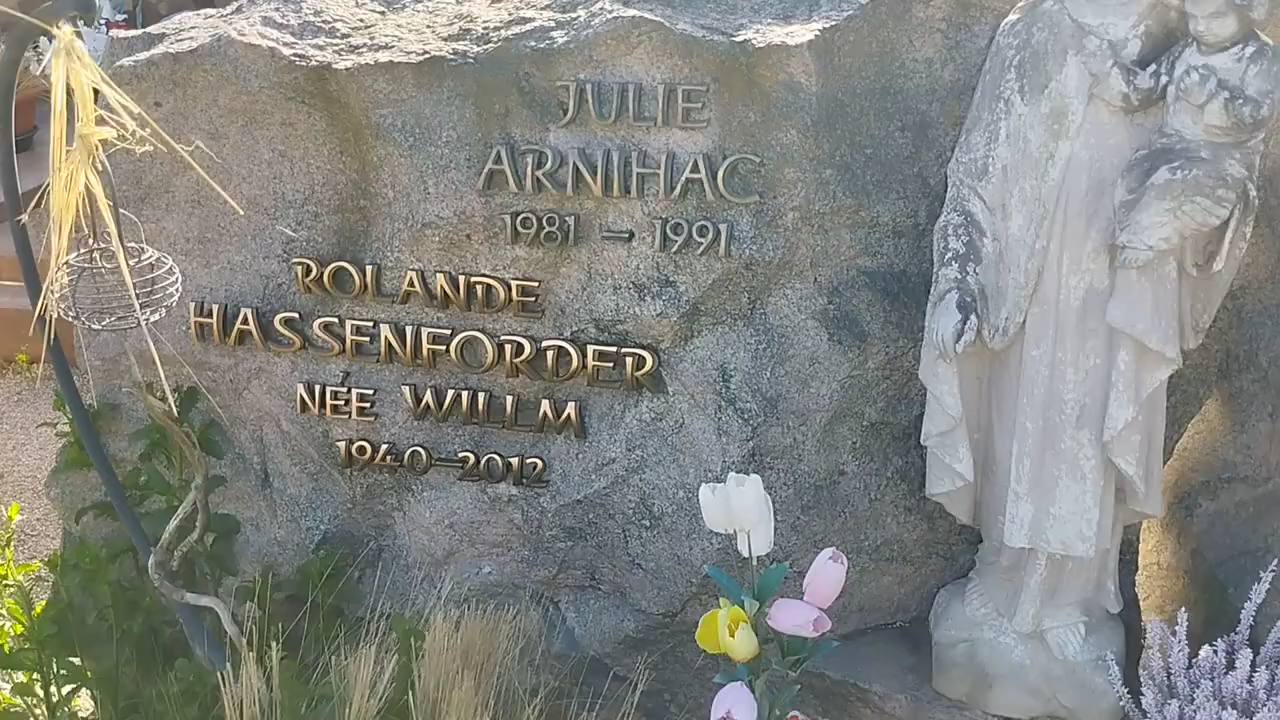 JULIE
ARNIHAC
1981 - 1991
ROLANDE
HASSENFORDER
NÉE WILLM
1940-2012